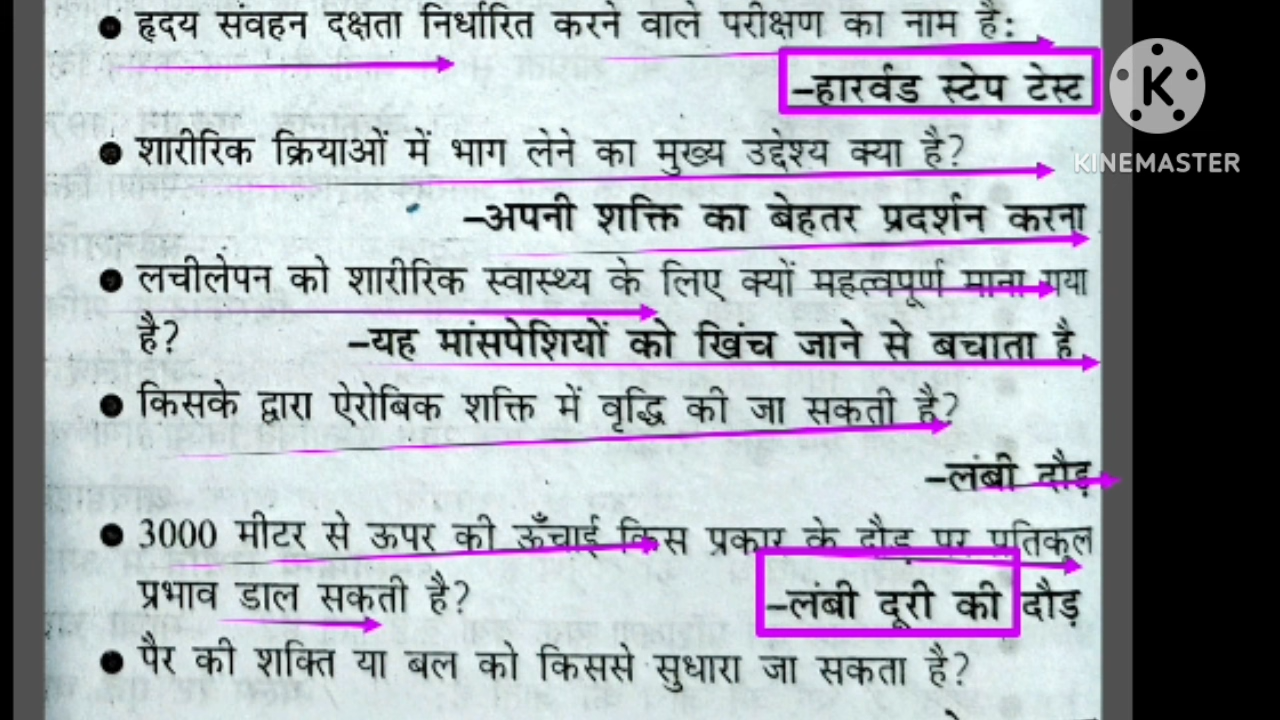 ● हृदय संवहन दक्षता निर्धारित करने वाले परीक्षण का नाम है:
–हारर्वड स्टेप टेस्ट
● शारीरिक क्रियाओं में भाग लेने का मुख्य उद्देश्य क्या है?
–अपनी शक्ति का बेहतर प्रदर्शन करना
● लचीलेपन को शारीरिक स्वास्थ्य के लिए क्यों महत्वपूर्ण माना गया
है? –यह मांसपेशियों को खिंच जाने से बचाता है
● किसके द्वारा ऐरोबिक शक्ति में वृद्धि की जा सकती है?
–लंबी दौड़
● 3000 मीटर से ऊपर की ऊँचाई किस प्रकार के दौड़ पर प्रतिकूल
प्रभाव डाल सकती है? –लंबी दूरी की दौड़
● पैर की शक्ति या बल को किससे सुधारा जा सकता है?
K
KINEMASTER